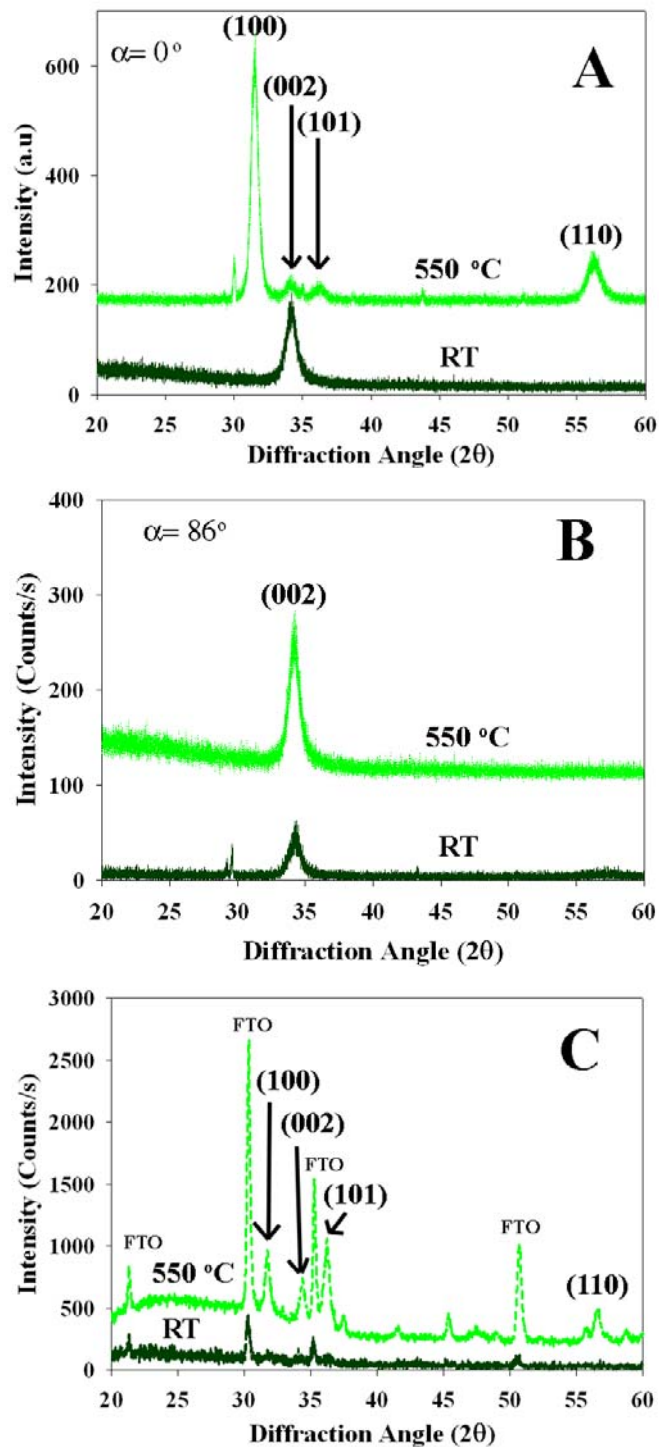 α= 0°
(100)
A
(002)
(101)
(110)
550 °C
RT
Intensity (a.u)
600
400
200
0
20 25 30 35 40 45 50 55 60
Diffraction Angle (2θ)
α= 86°
B
(002)
550 °C
RT
Intensity (Counts/s)
400
300
200
100
0
20 25 30 35 40 45 50 55 60
Diffraction Angle (2θ)
C
FTO
(100)
(002)
FTO
(101)
FTO
FTO
550 °C
(110)
RT
Intensity (Counts/s)
3000
2500
2000
1500
1000
500
0
20 25 30 35 40 45 50 55 60
Diffraction Angle (2θ)